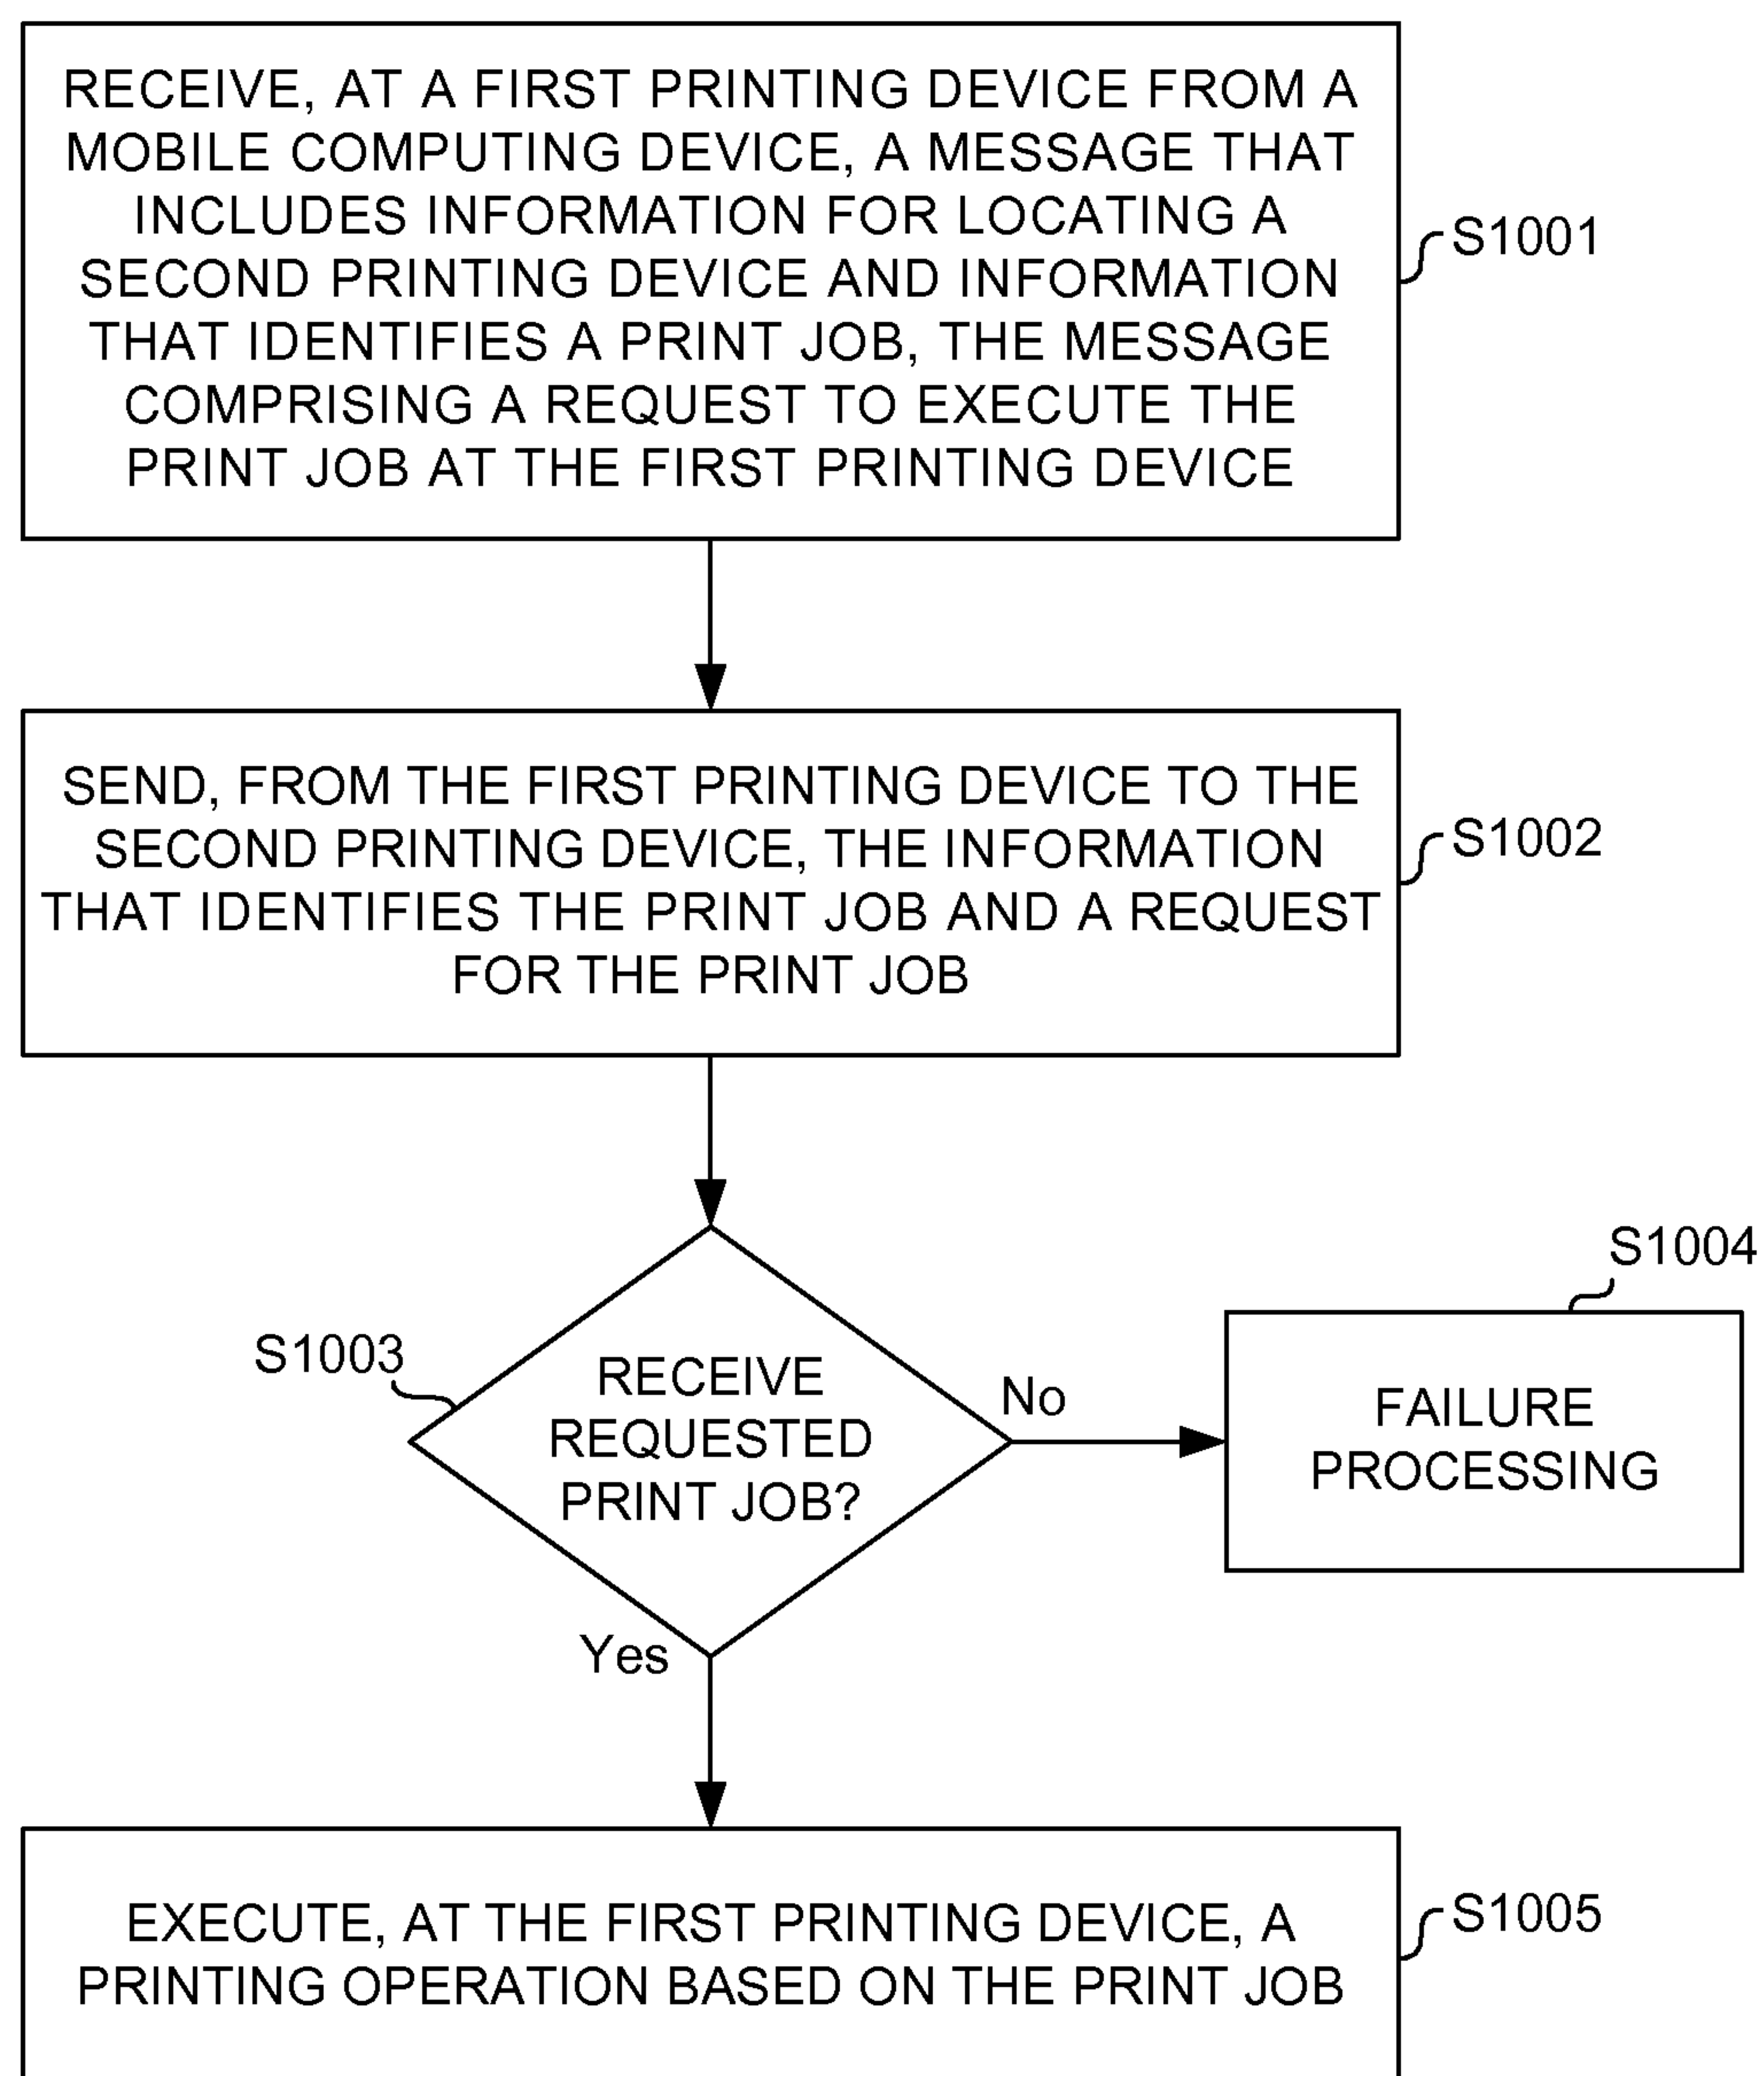 RECEIVE, AT A FIRST PRINTING DEVICE FROM A
MOBILE COMPUTING DEVICE, A MESSAGE THAT
INCLUDES INFORMATION FOR LOCATING A
SECOND PRINTING DEVICE AND INFORMATION
THAT IDENTIFIES A PRINT JOB, THE MESSAGE
COMPRISING A REQUEST TO EXECUTE THE
PRINT JOB AT THE FIRST PRINTING DEVICE
S1001
SEND, FROM THE FIRST PRINTING DEVICE TO THE
SECOND PRINTING DEVICE, THE INFORMATION
THAT IDENTIFIES THE PRINT JOB AND A REQUEST
FOR THE PRINT JOB
S1002
S1003
RECEIVE
REQUESTED
PRINT JOB?
No
S1004
FAILURE
PROCESSING
Yes
EXECUTE, AT THE FIRST PRINTING DEVICE, A
PRINTING OPERATION BASED ON THE PRINT JOB
S1005